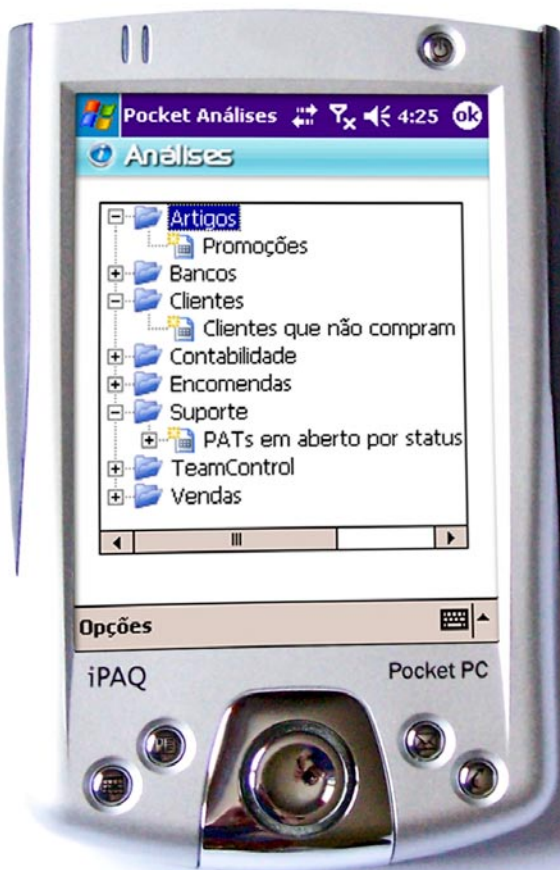 Pocket Análises 4:25 ok
Análises
Artigos
Promoções
Bancos
Clientes
Clientes que não compram
Contabilidade
Encomendas
Suporte
PATs em aberto por status
TeamControl
Vendas
Opções
iPAQ Pocket PC